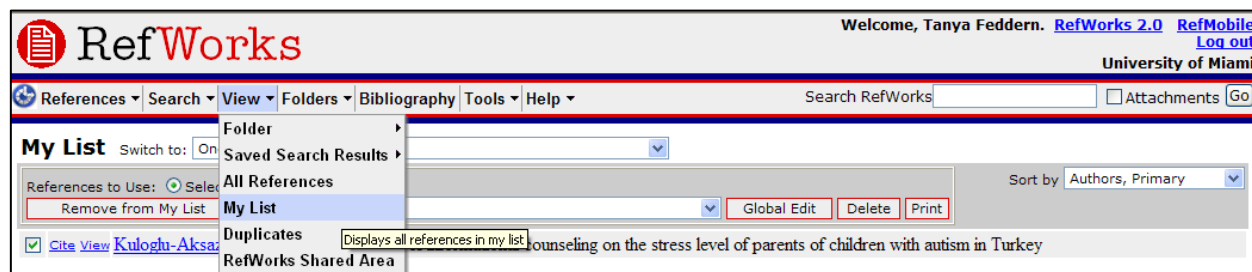 RefWorks
Welcome, Tanya Feddern. RefWorks 2.0 RefMobile
Log out
University of Miami
References Search View Folders Bibliography Tools Help Search RefWorks Attachments Go
Folder
Saved Search Results
All References
My List
Duplicates
RefWorks Shared Area
My List Switch to: On
References to Use: Selec
Sort by Authors, Primary
Remove from My List Global Edit Delete Print
Displays all references in my list
Cite View Kuloglu-Aksaz counseling on the stress level of parents of children with autism in Turkey